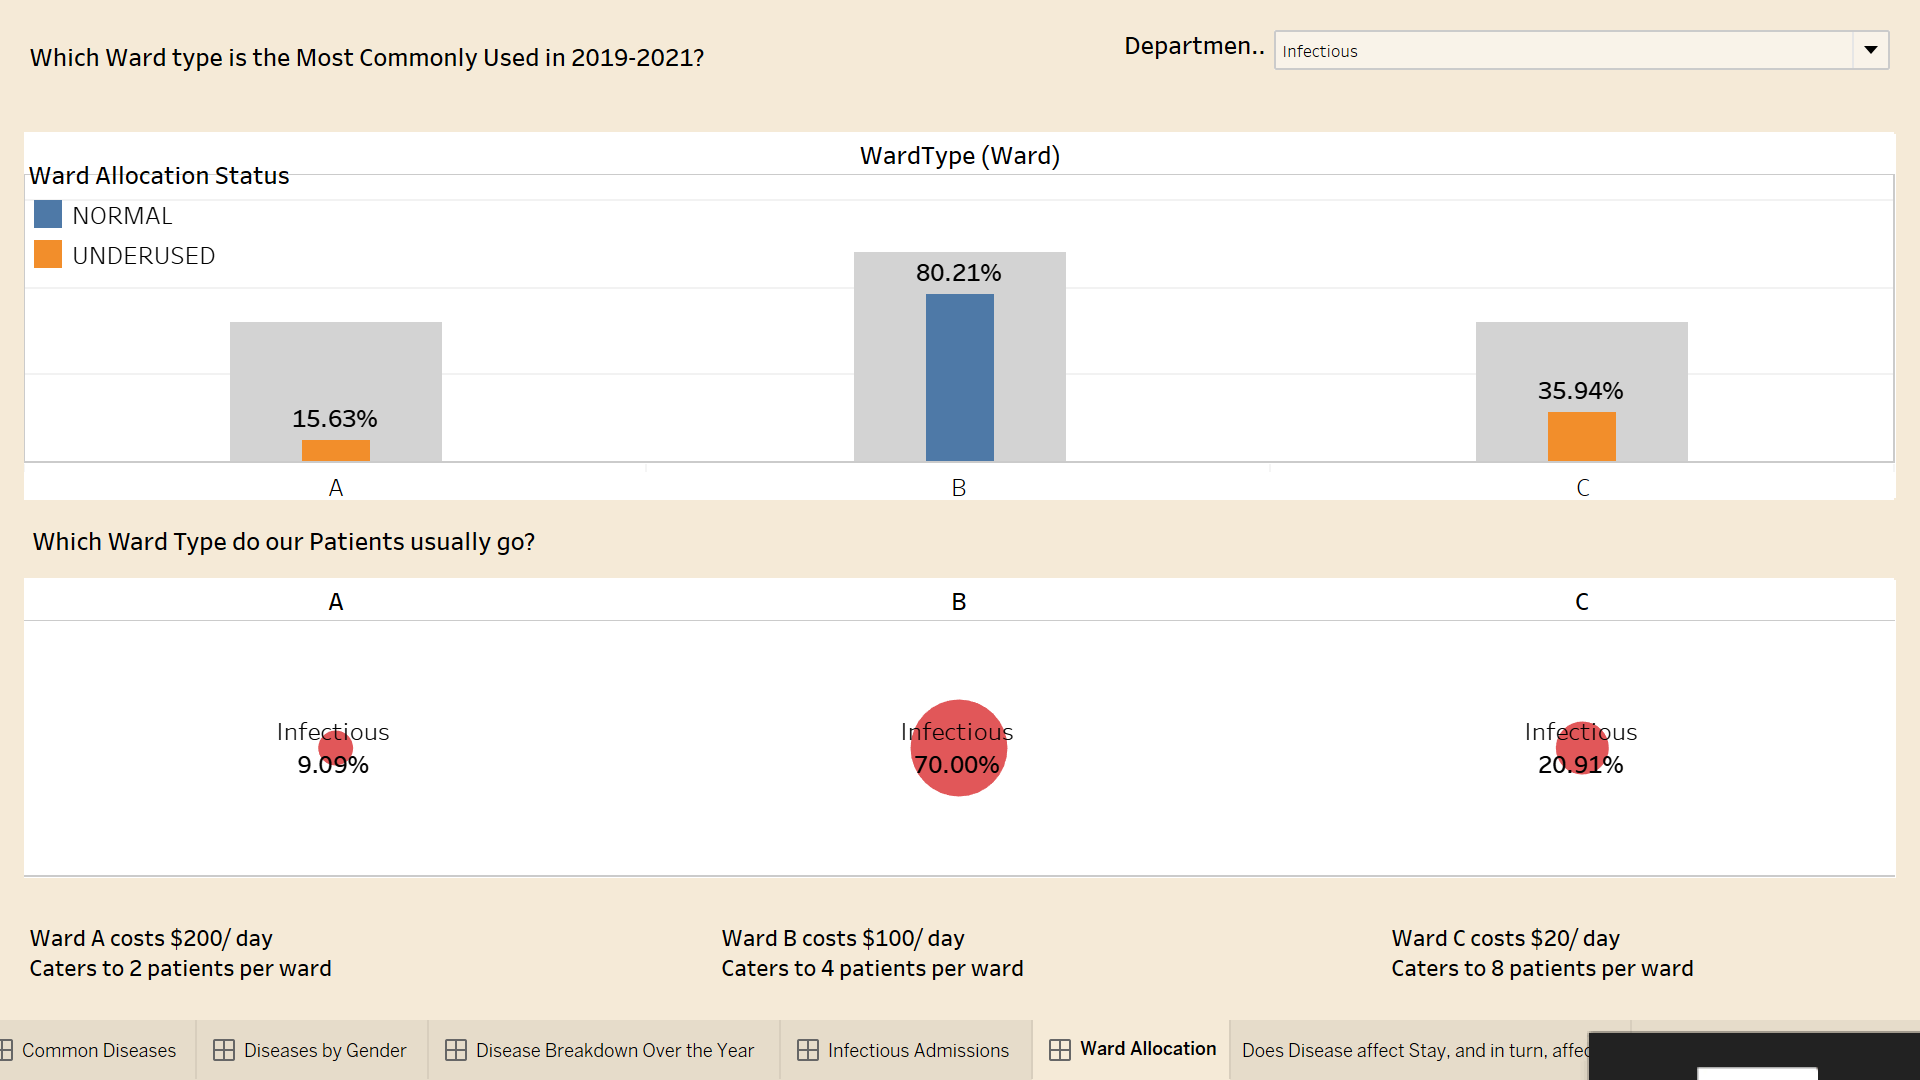 Which Ward type is the Most Commonly Used in 2019-2021?
Departmen..
Infectious
WardType (Ward)
Ward Allocation Status
NORMAL
UNDERUSED
15.63%
80.21%
35.94%
A
B
C
Which Ward Type do our Patients usually go?
A
B
C
Infectious
9.09%
Infectious
70.00%
Infectious
20.91%
Ward A costs $200/ day
Caters to 2 patients per ward
Ward B costs $100/ day
Caters to 4 patients per ward
Ward C costs $20/ day
Caters to 8 patients per ward
Common Diseases
Diseases by Gender
Disease Breakdown Over the Year
Infectious Admissions
Ward Allocation
Does Disease affect Stay, and in turn, affec